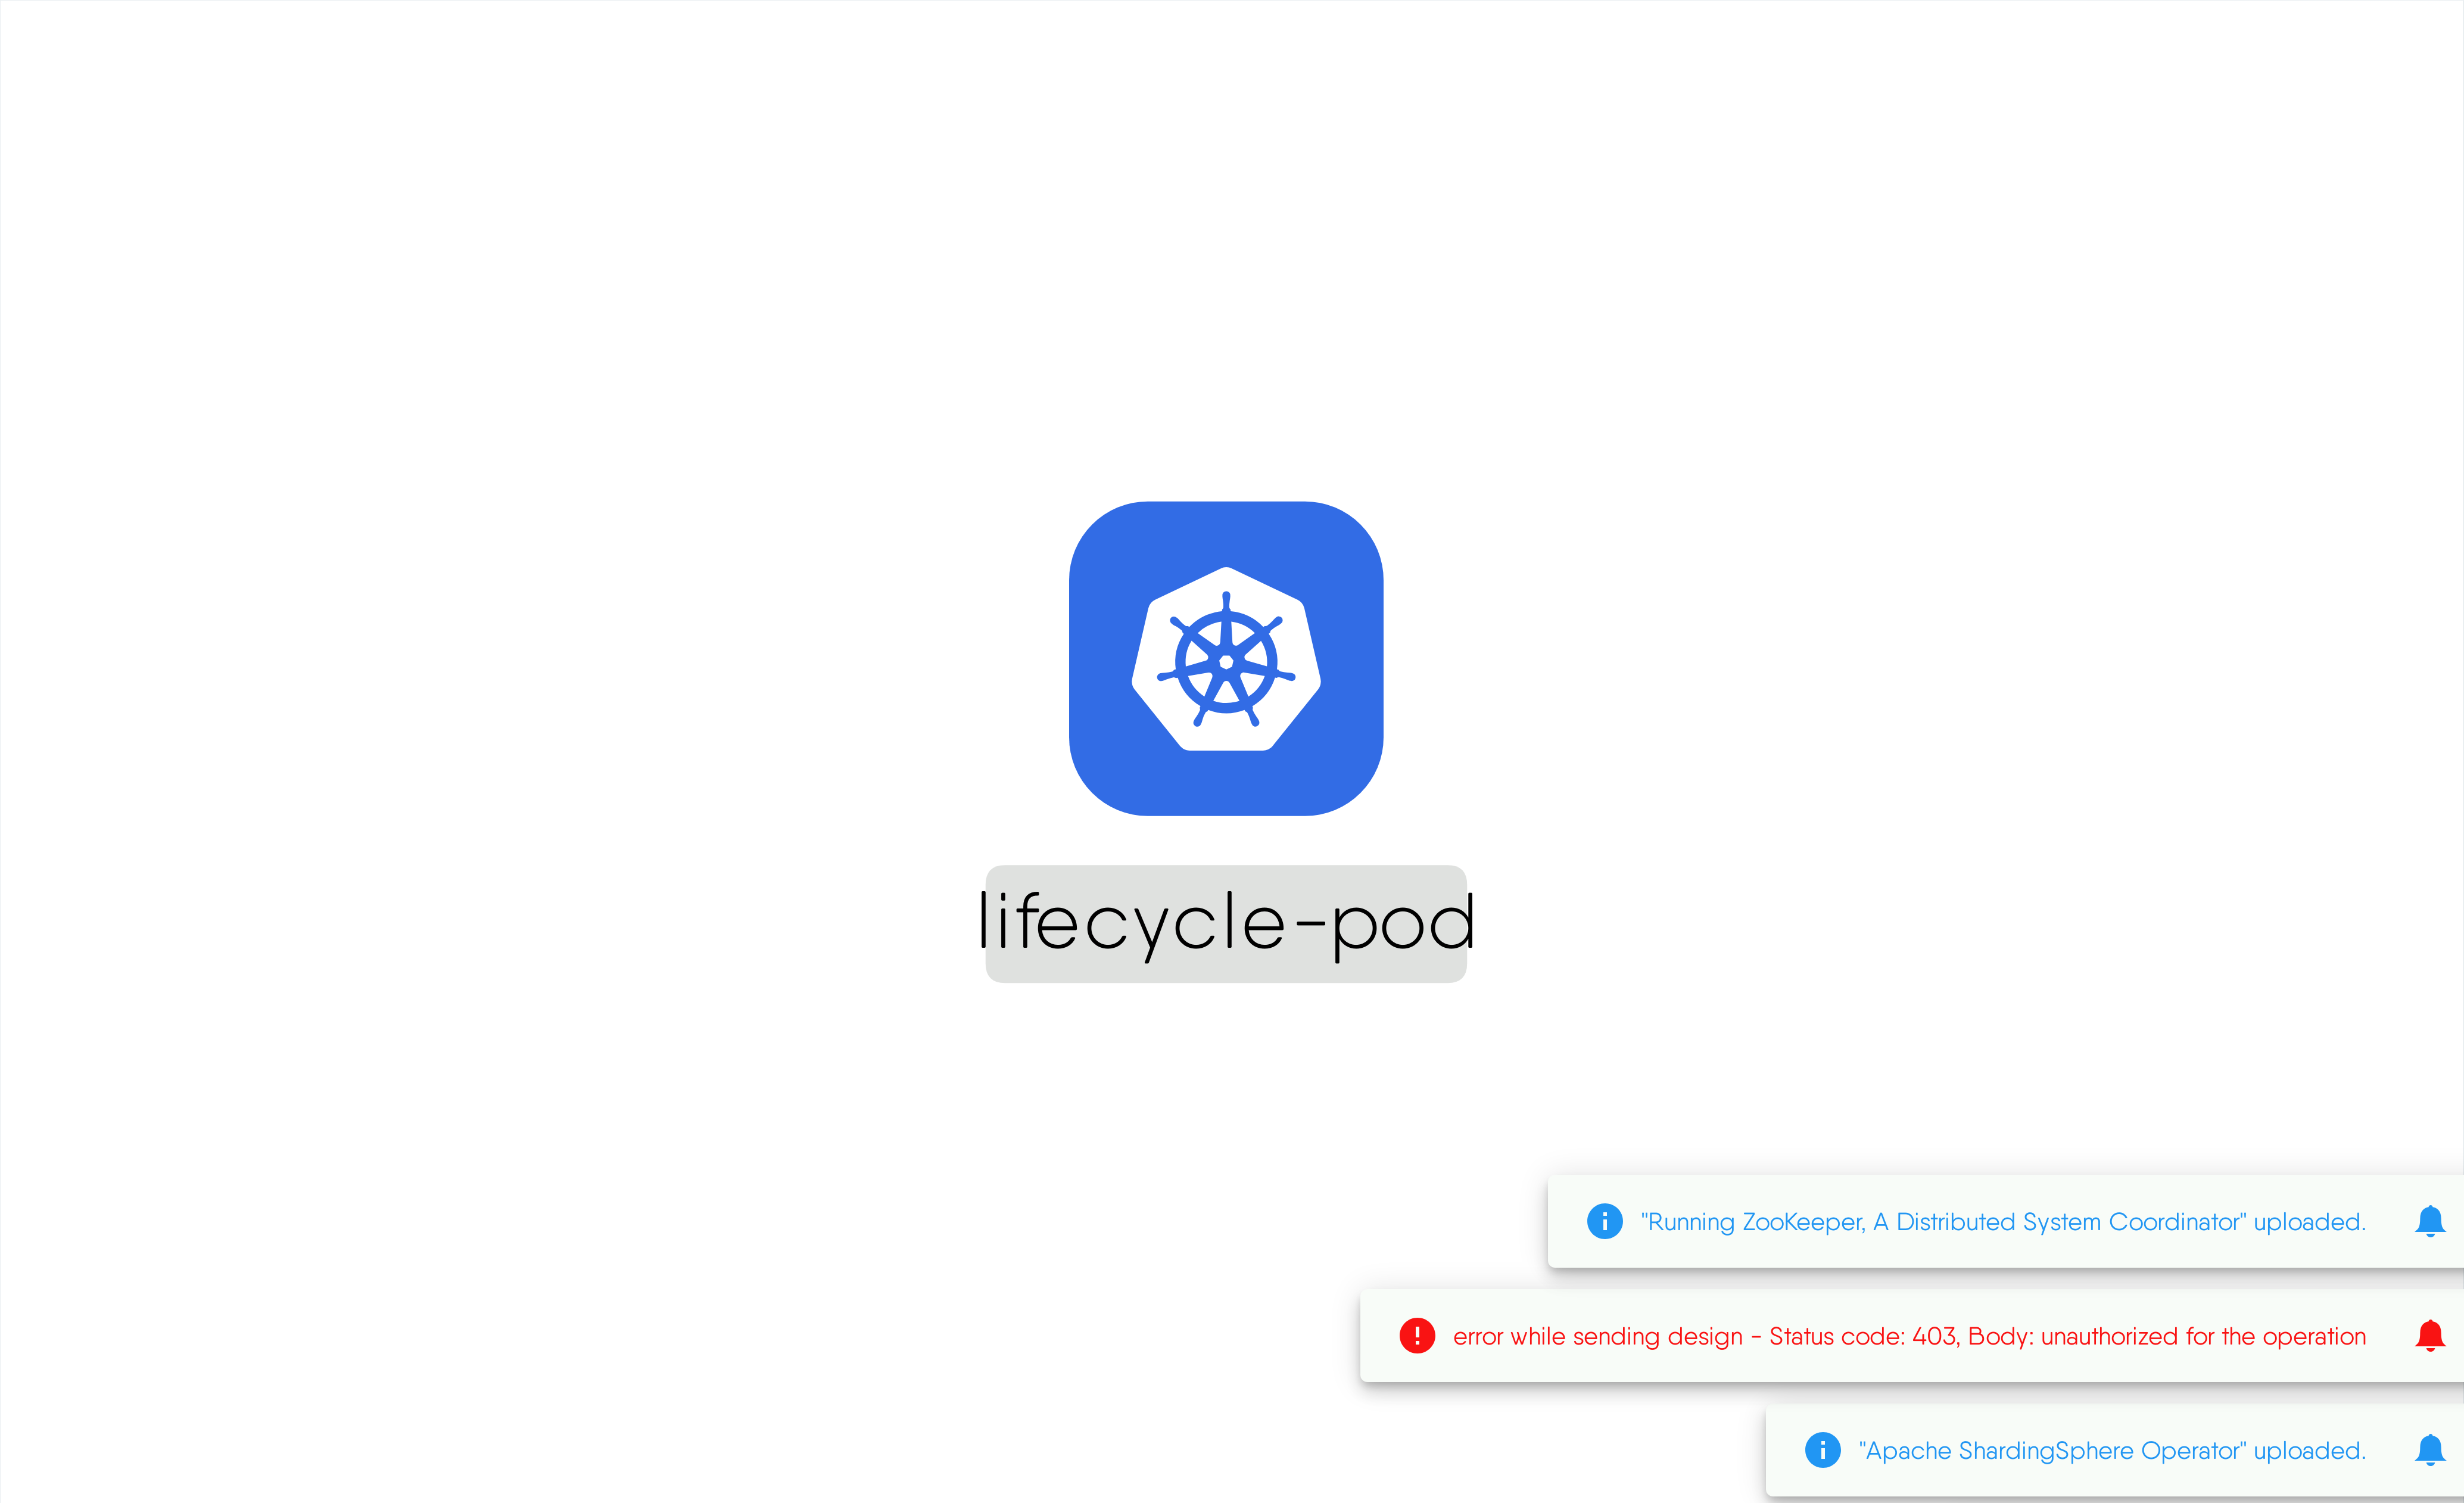 lifecycle-pod
"Running ZooKeeper, A Distributed System Coordinator" uploaded.
error while sending design - Status code: 403, Body: unauthorized for the operation
"Apache ShardingSphere Operator" uploaded.